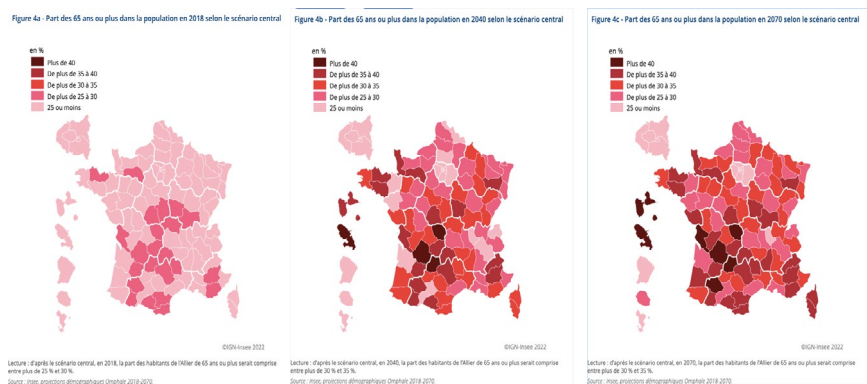 Figure 4a - Part des 65 ans ou plus dans la population en 2018 selon le scénario central
en %
Plus de 40
De plus de 35 à 40
De plus de 30 à 35
De plus de 25 à 30
25 ou moins
©IGN-Insee 2022
Lecture : d'après le scénario central, en 2018, la part des habitants de l'Allier de 65 ans ou plus serait comprise
entre plus de 25 % et 30 %.
Source : Insee, projections démographiques Omphale 2018-2070.
Figure 4b - Part des 65 ans ou plus dans la population en 2040 selon le scénario central
en %
Plus de 40
De plus de 35 à 40
De plus de 30 à 35
De plus de 25 à 30
25 ou moins
©IGN-Insee 2022
Lecture : d'après le scénario central, en 2040, la part des habitants de l'Allier de 65 ans ou plus serait comprise
entre plus de 30 % et 35 %.
Source : Insee, projections démographiques Omphale 2018-2070.
Figure 4c - Part des 65 ans ou plus dans la population en 2070 selon le scénario central
en %
Plus de 40
De plus de 35 à 40
De plus de 30 à 35
De plus de 25 à 30
25 ou moins
©IGN-Insee 2022
Lecture : d'après le scénario central, en 2070, la part des habitants de l'Allier de 65 ans ou plus serait comprise
entre plus de 30 % et 35 %.
Source : Insee, projections démographiques Omphale 2018-2070.